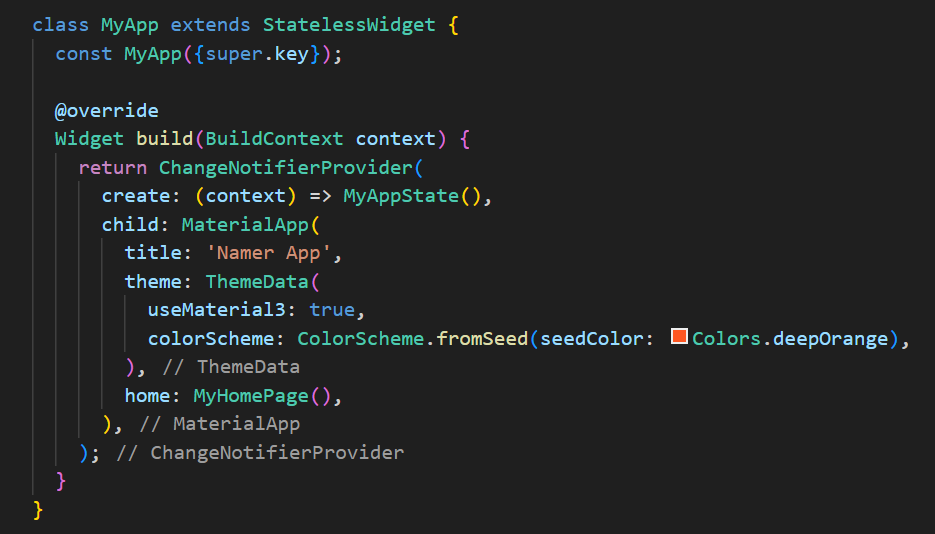 class MyApp extends StatelessWidget {
  const MyApp({super.key});

  @override
  Widget build(BuildContext context) {
    return ChangeNotifierProvider(
      create: (context) => MyAppState(),
      child: MaterialApp(
        title: 'Namer App',
        theme: ThemeData(
          useMaterial3: true,
          colorScheme: ColorScheme.fromSeed(seedColor: Colors.deepOrange),
        ), // ThemeData
        home: MyHomePage(),
      ), // MaterialApp
    ); // ChangeNotifierProvider
  }
}